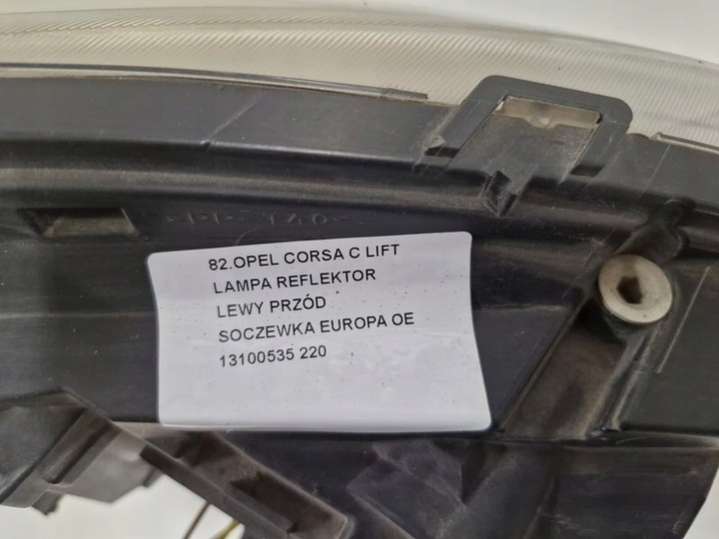 82.OPEL CORSA C LIFT
LAMPA REFLEKTOR
LEWY PRZÓD
SOCZEWKA EUROPA OE
13100535 220